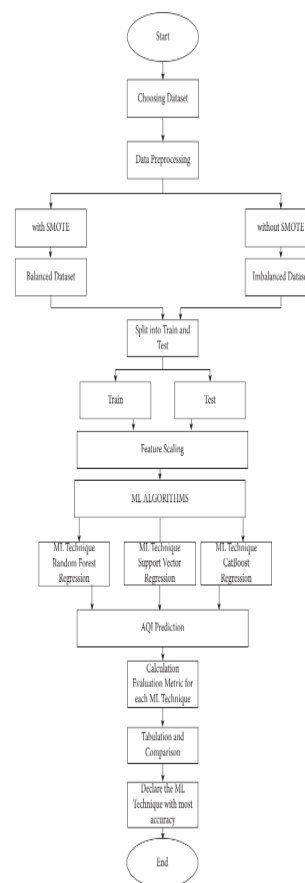 Start
Choosing Dataset
Data Preprocessing
with SMOTE
without SMOTE
Balanced Dataset
Imbalanced Datase
Split into Train and
Test
Train
Test
Feature Scaling
ML ALGORITHMS
ML Technique
Random Forest
Regression
ML Technique
Support Vector
Regression
ML Technique
CatBoost
Regression
AQI Prediction
Calculation
Evaluation Metric for
each ML Technique
Tabulation and
Comparison
Declare the ML
Technique with most
accuracy
End